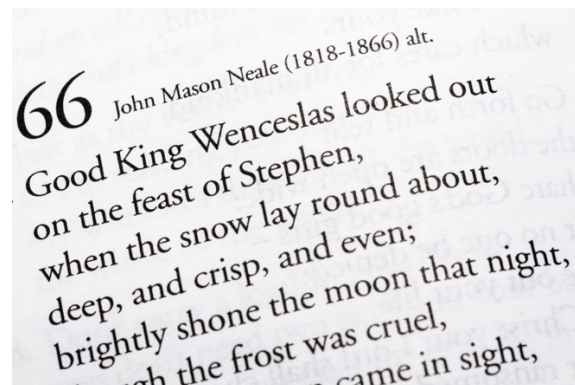 66 John Mason Neale (1818-1866) alt.
Good King Wenceslas looked out
on the feast of Stephen,
when the snow lay round about,
deep, and crisp, and even;
brightly shone the moon that night,
the frost was cruel,
came in sight,